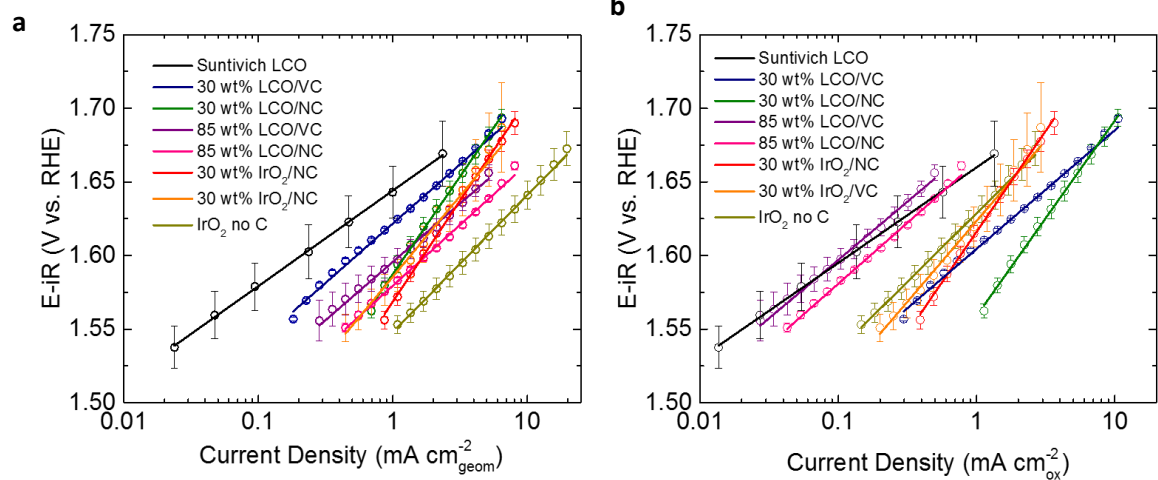 a
E-iR (V vs. RHE)
1.75
1.70
1.65
1.60
1.55
1.50
Suntivich LCO
30 wt% LCO/VC
30 wt% LCO/NC
85 wt% LCO/VC
85 wt% LCO/NC
30 wt% IrO₂/NC
30 wt% IrO₂/NC
IrO₂ no C
0.01
0.1
1
10
Current Density (mA cm⁻²geom)
b
E-iR (V vs. RHE)
1.75
1.70
1.65
1.60
1.55
1.50
Suntivich LCO
30 wt% LCO/VC
30 wt% LCO/NC
85 wt% LCO/VC
85 wt% LCO/NC
30 wt% IrO₂/NC
30 wt% IrO₂/VC
IrO₂ no C
0.01
0.1
1
10
Current Density (mA cm⁻²ox)